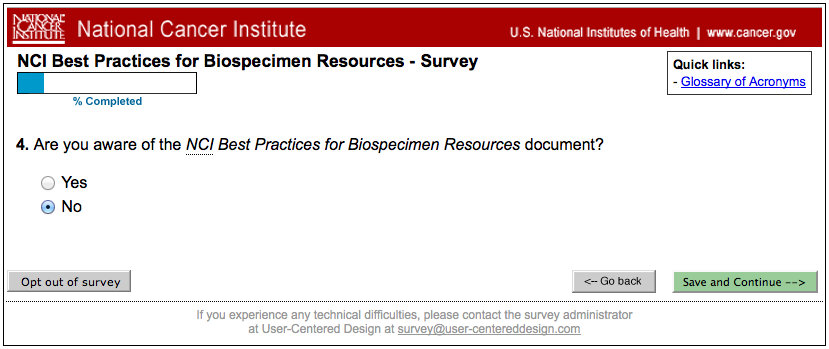 NATIONAL
CANCER
INSTITUTE
National Cancer Institute
U.S. National Institutes of Health | www.cancer.gov
NCI Best Practices for Biospecimen Resources - Survey
% Completed
Quick links:
- Glossary of Acronyms
4. Are you aware of the NCI Best Practices for Biospecimen Resources document?
Yes
No
Opt out of survey
<-- Go back
Save and Continue -->
If you experience any technical difficulties, please contact the survey administrator
at User-Centered Design at survey@user-centereddesign.com